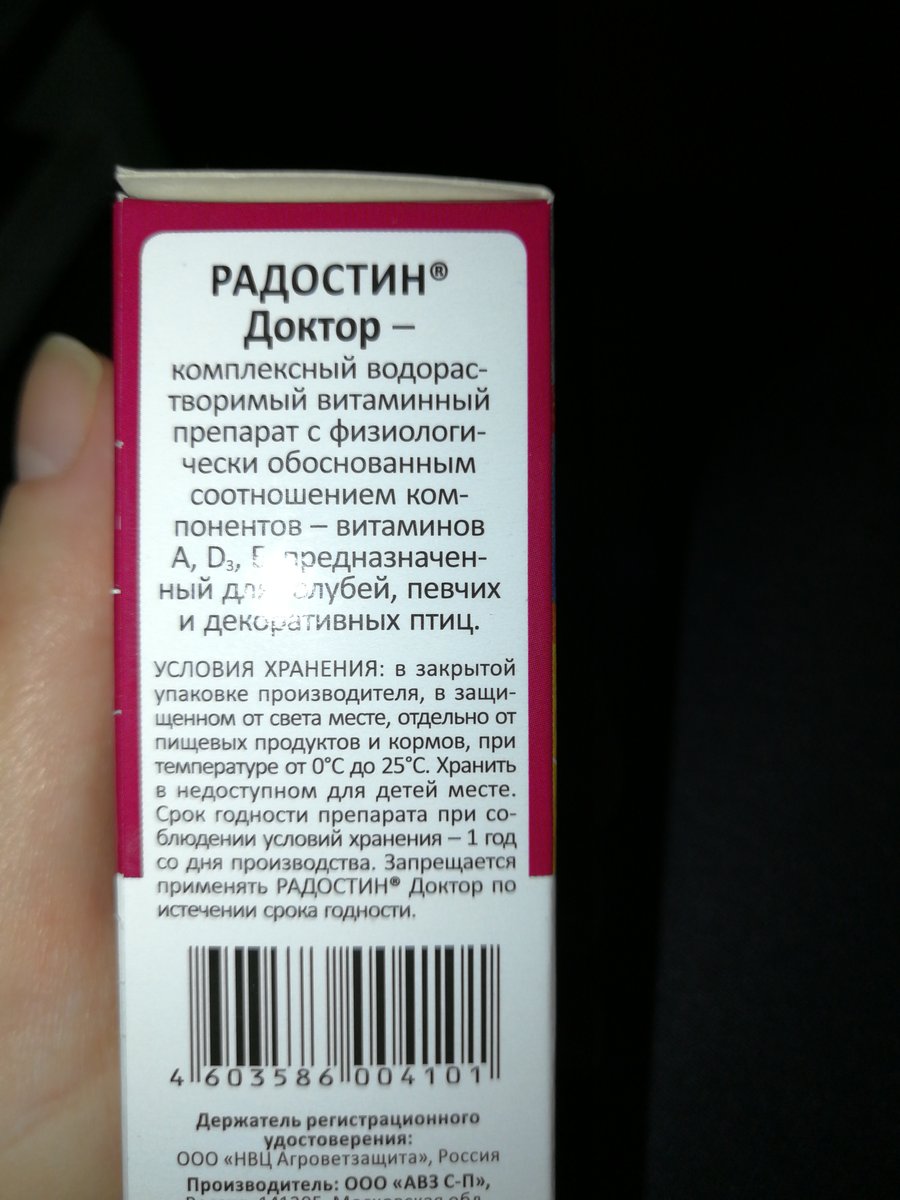 РАДОСТИН®
Доктор –
комплексный водорас-
творимый витаминный
препарат с физиологи-
чески обоснованным
соотношением ком-
понентов – витаминов
А, D₃, предназначен-
ный для голубей, певчих
и декоративных птиц.
УСЛОВИЯ ХРАНЕНИЯ: в закрытой
упаковке производителя, в защи-
щенном от света месте, отдельно от
пищевых продуктов и кормов, при
температуре от 0°С до 25°С. Хранить
в недоступном для детей месте.
Срок годности препарата при со-
блюдении условий хранения – 1 год
со дня производства. Запрещается
применять РАДОСТИН® Доктор по
истечении срока годности.
4 603586 004101
Держатель регистрационного
удостоверения:
ООО «НВЦ Агроветзащита», Россия
Производитель: ООО «АВЗ С-П»,